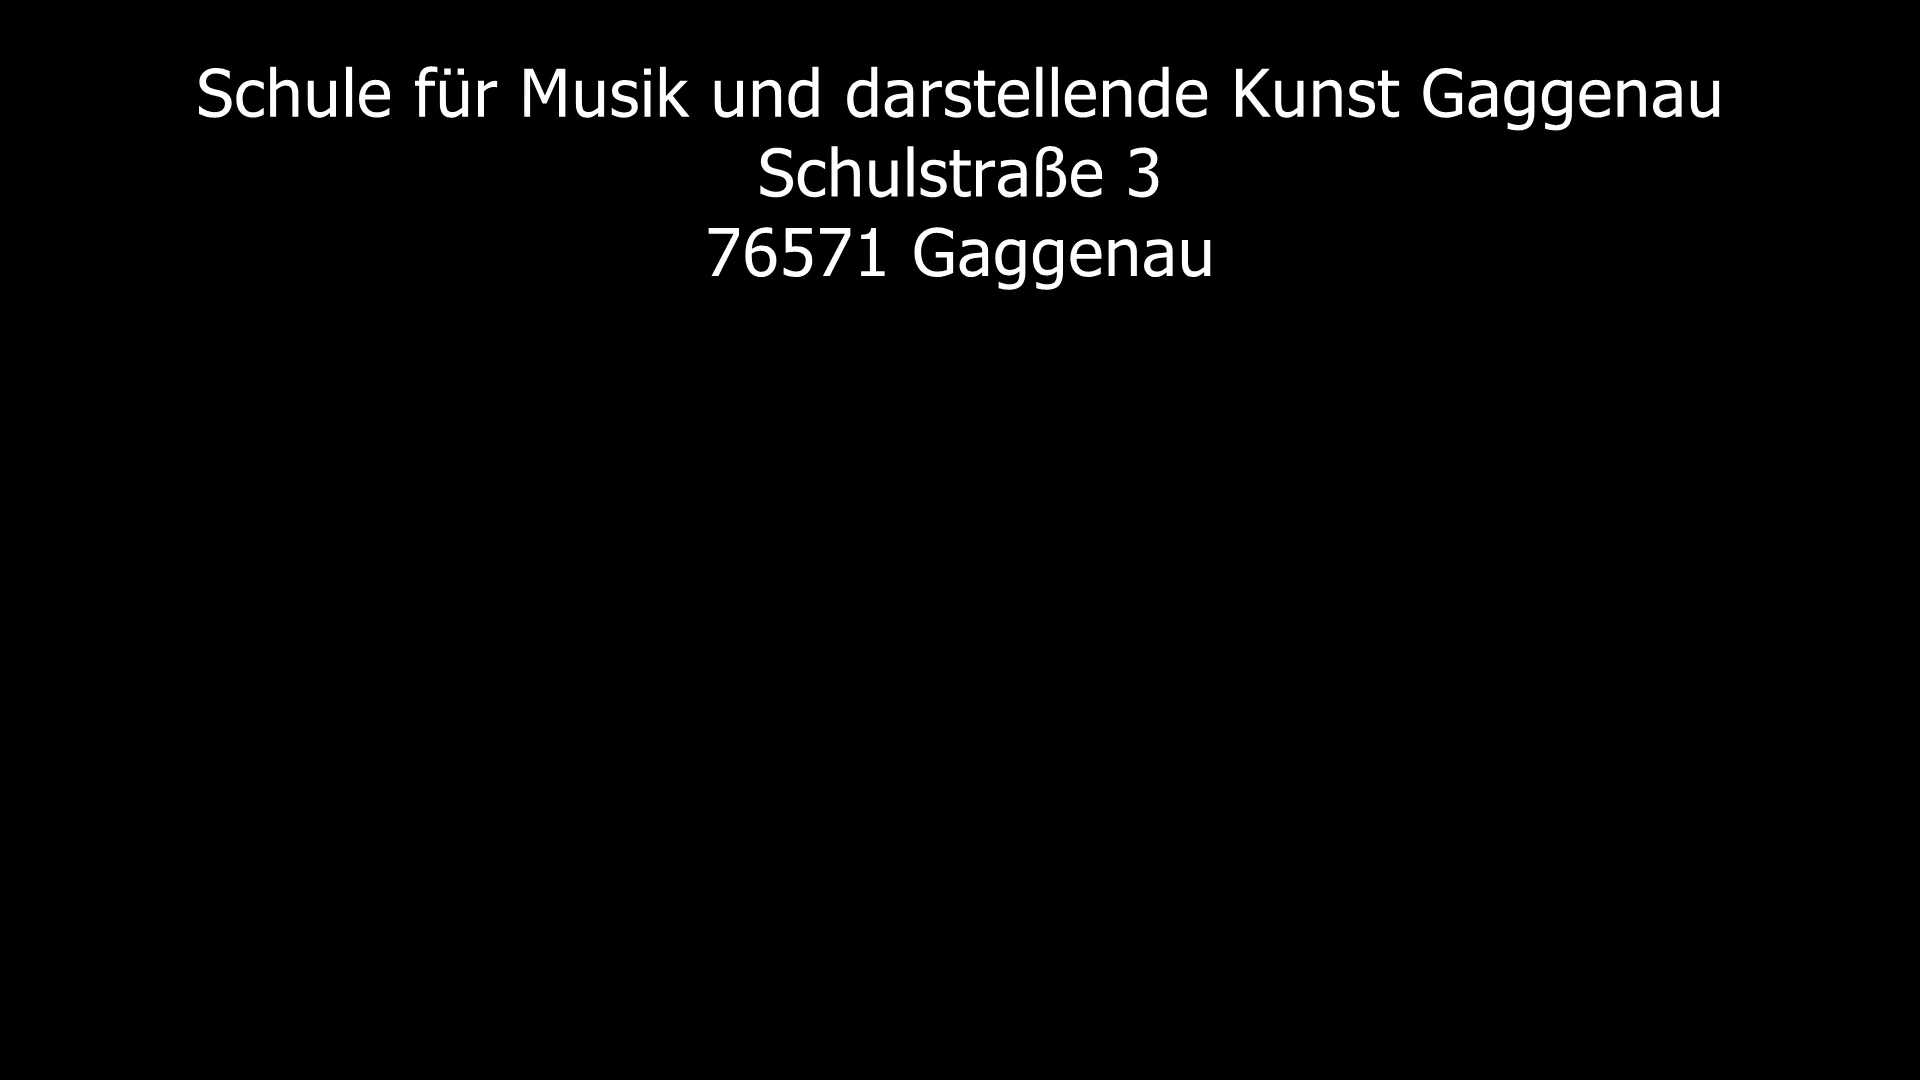 Schule für Musik und darstellende Kunst Gaggenau
Schulstraße 3
76571 Gaggenau